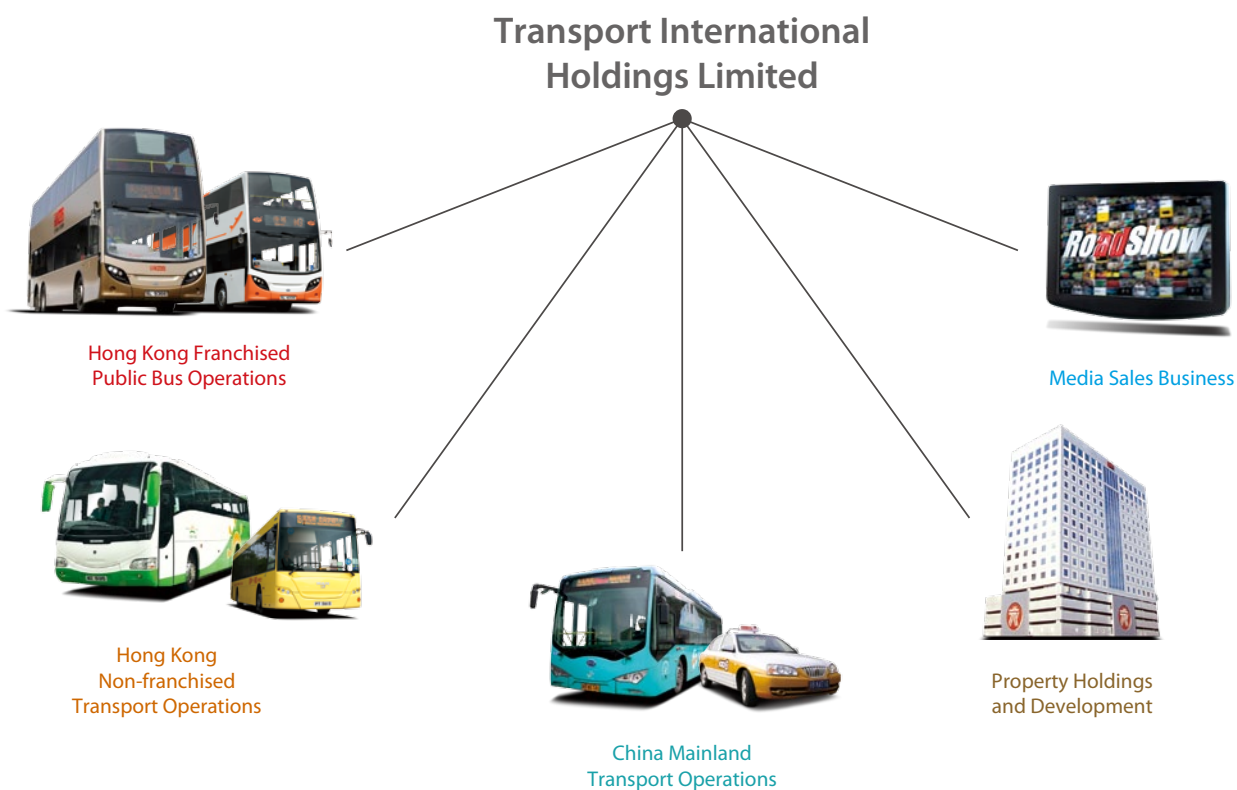 Transport International
Holdings Limited
RoadShow
Hong Kong Franchised
Public Bus Operations
Media Sales Business
Hong Kong
Non-franchised
Transport Operations
Property Holdings
and Development
China Mainland
Transport Operations